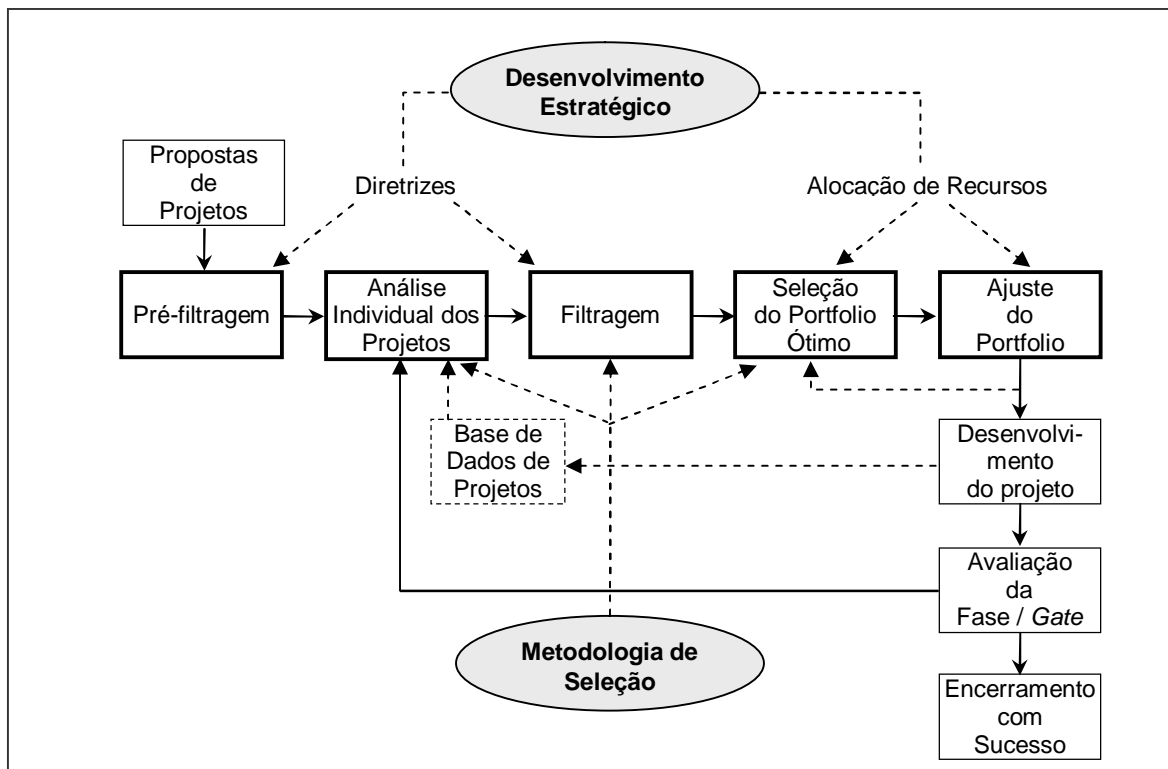 Desenvolvimento
Estratégico
Propostas
de
Projetos
Diretrizes
Alocação de Recursos
Pré-filtragem
Análise
Individual dos
Projetos
Filtragem
Seleção
do Portfolio
Ótimo
Ajuste
do
Portfolio
Base de
Dados de
Projetos
Desenvolvi-
mento
do projeto
Avaliação
da
Fase / Gate
Metodologia de
Seleção
Encerramento
com
Sucesso